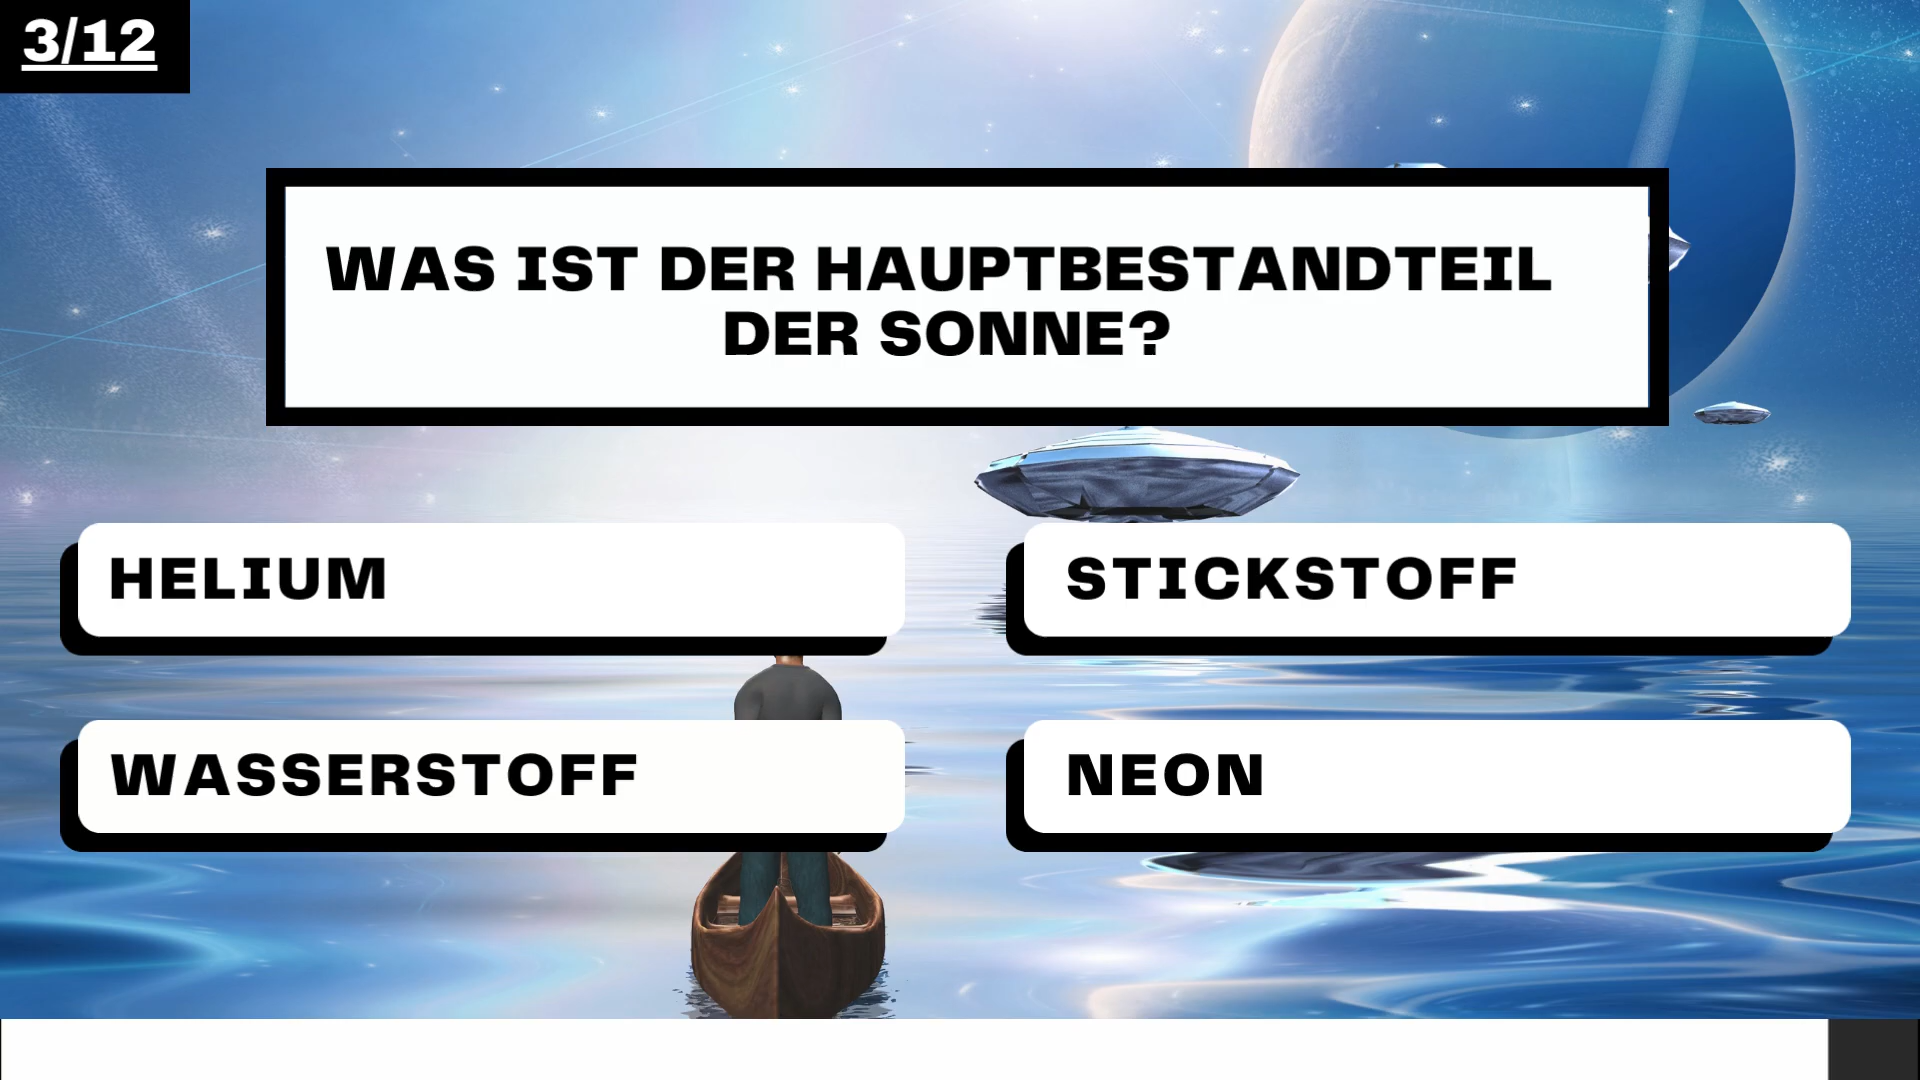 3/12
WAS IST DER HAUPTBESTANDTEIL
DER SONNE?
HELIUM
STICKSTOFF
WASSERSTOFF
NEON